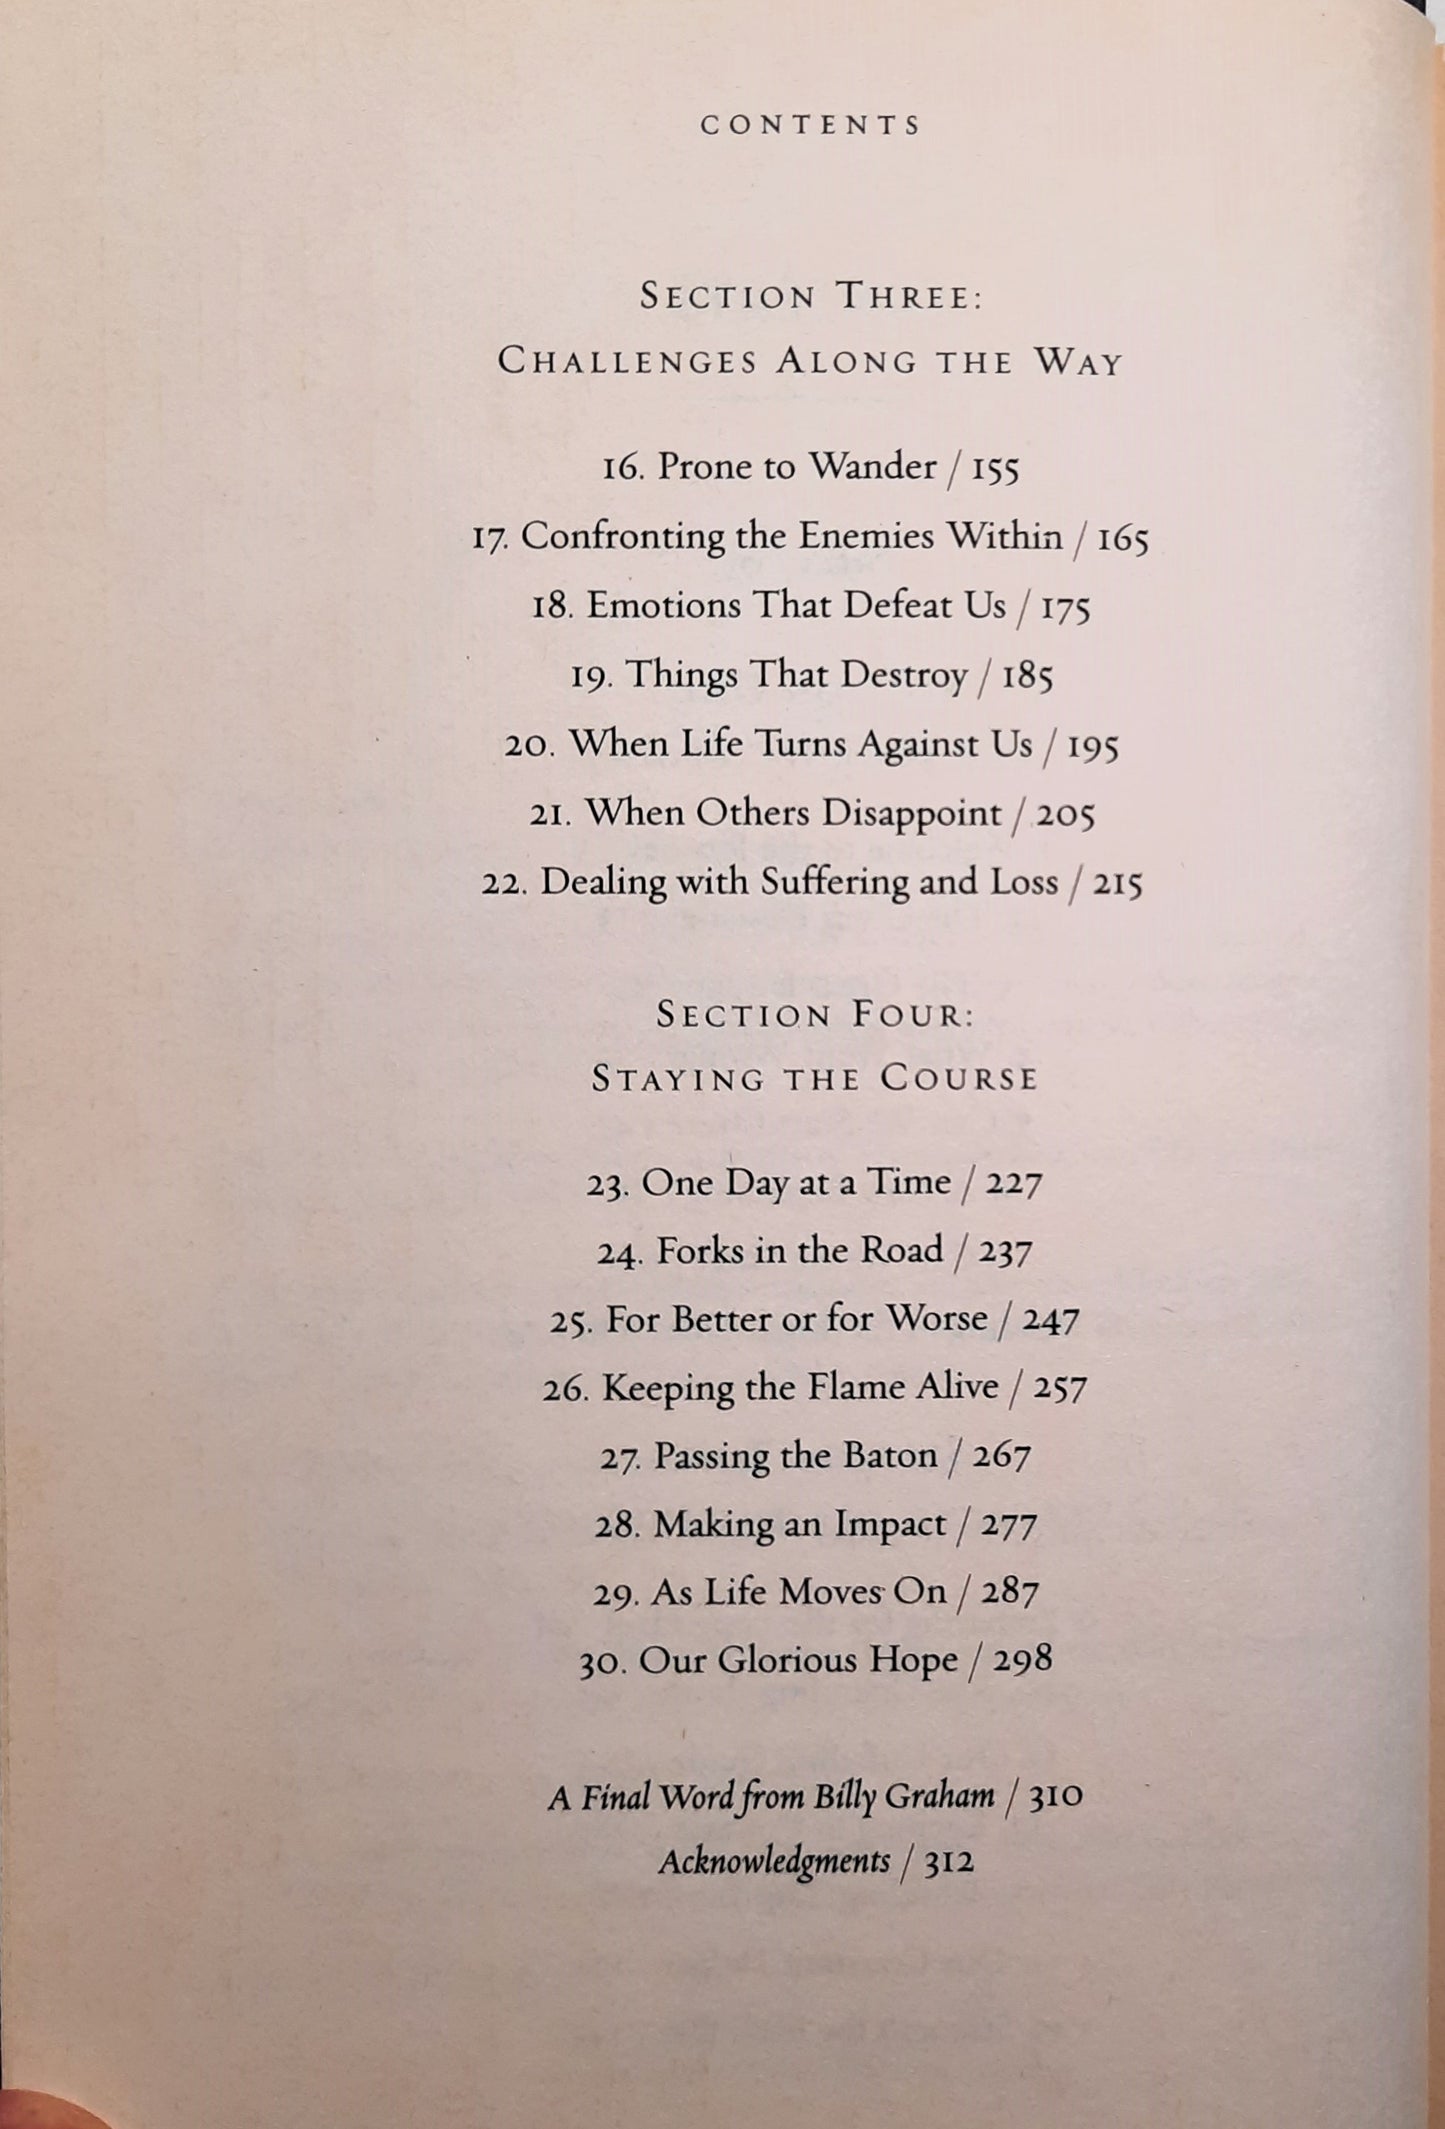 CONTENTS
SECTION THREE:
CHALLENGES ALONG THE WAY
16. Prone to Wander / 155
17. Confronting the Enemies Within / 165
18. Emotions That Defeat Us / 175
19. Things That Destroy / 185
20. When Life Turns Against Us / 195
21. When Others Disappoint / 205
22. Dealing with Suffering and Loss / 215
SECTION FOUR:
STAYING THE COURSE
23. One Day at a Time / 227
24. Forks in the Road / 237
25. For Better or for Worse / 247
26. Keeping the Flame Alive / 257
27. Passing the Baton / 267
28. Making an Impact / 277
29. As Life Moves On / 287
30. Our Glorious Hope / 298
A Final Word from Billy Graham / 310
Acknowledgments / 312